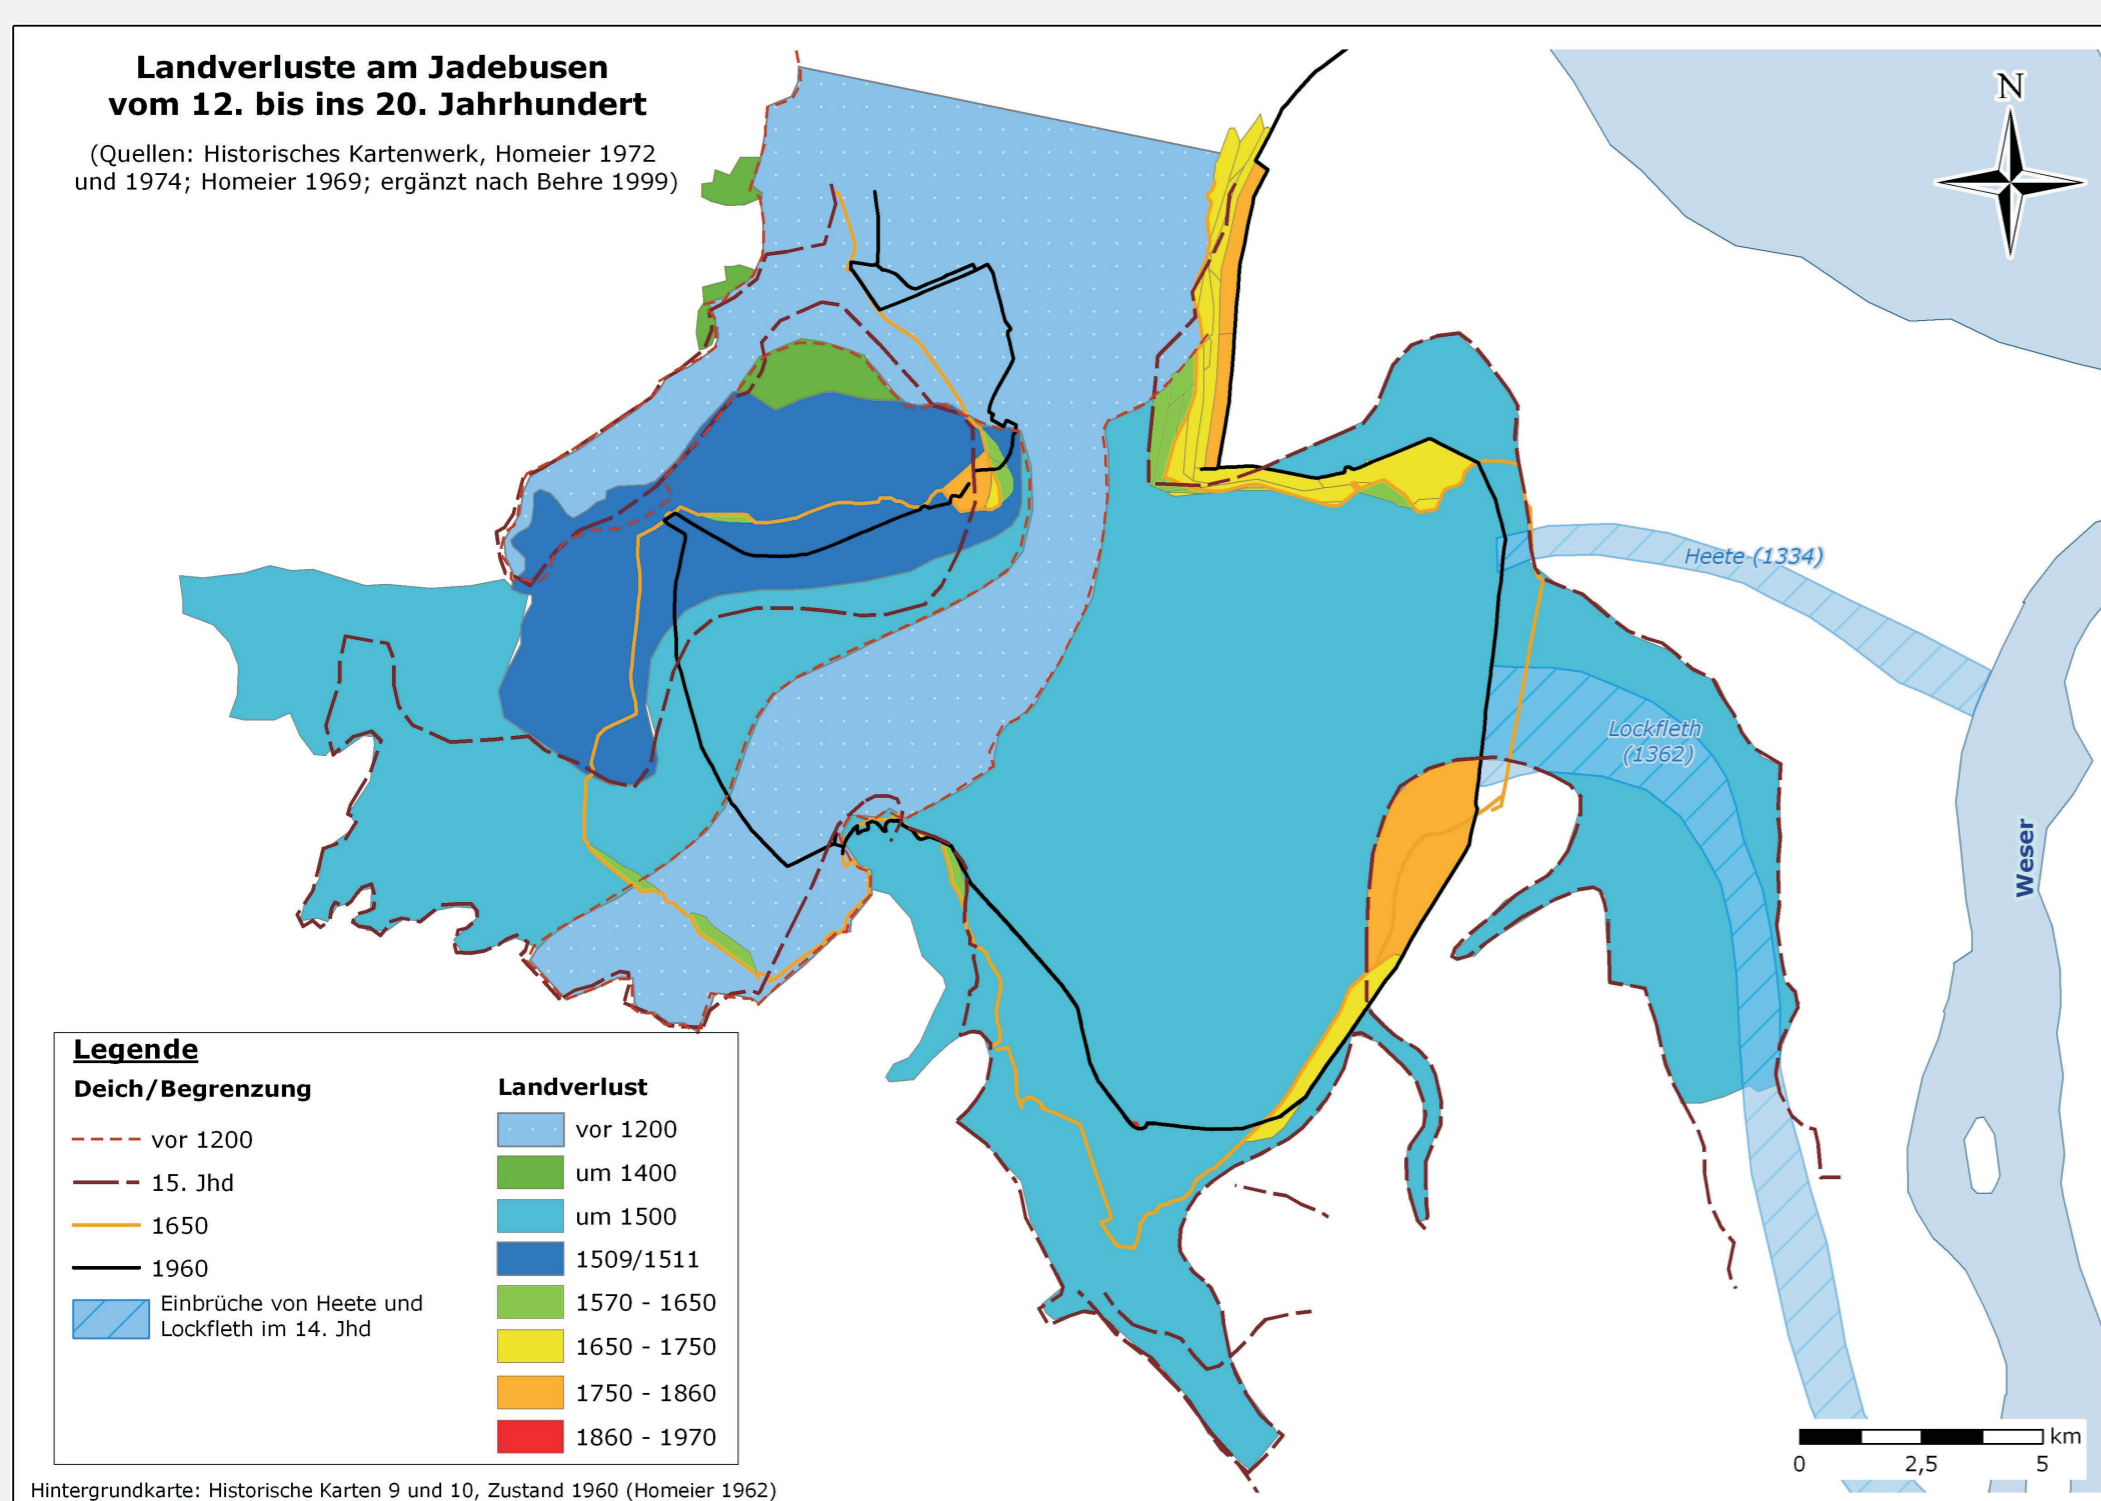 Landverluste am Jadebusen
vom 12. bis ins 20. Jahrhundert
(Quellen: Historisches Kartenwerk, Homeier 1972
und 1974; Homeier 1969; ergänzt nach Behre 1999)
N
Heete (1334)
Lockfleth
(1362)
Weser
Legende
Deich/Begrenzung
vor 1200
15. Jhd
1650
1960
Einbrüche von Heete und
Lockfleth im 14. Jhd
Landverlust
vor 1200
um 1400
um 1500
1509/1511
1570 - 1650
1650 - 1750
1750 - 1860
1860 - 1970
km
0 2,5 5
Hintergrundkarte: Historische Karten 9 und 10, Zustand 1960 (Homeier 1962)